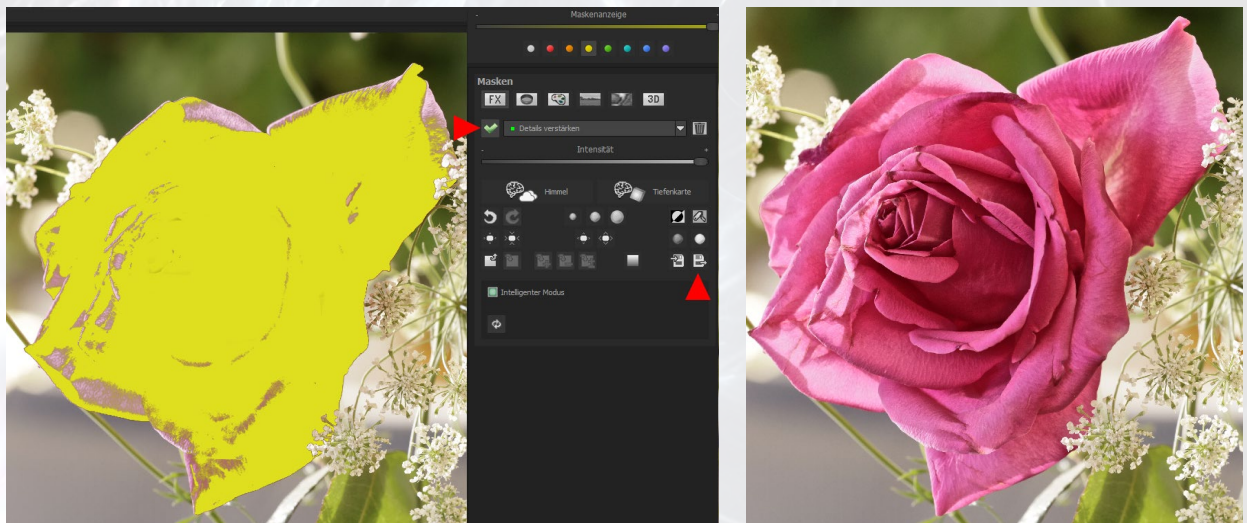 Maskenanzeige
Masken
FX 3D
Details verstärken
- Intensität +
Himmel Tiefenkarte
Intelligenter Modus